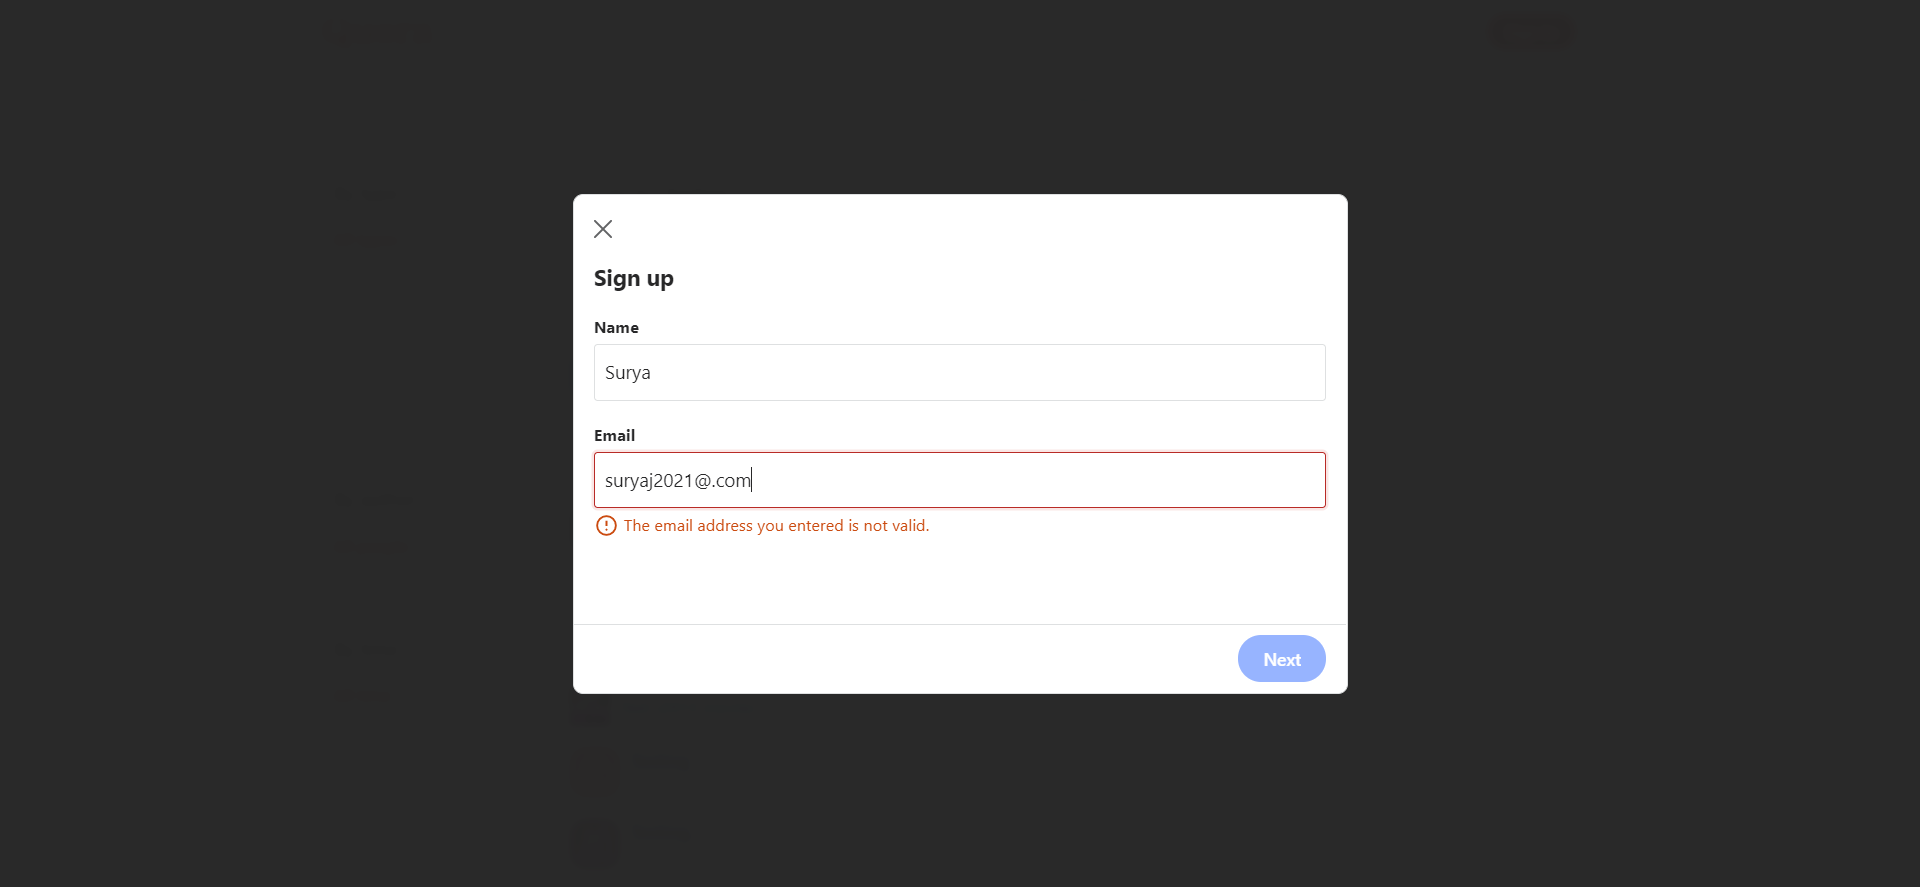 Sign up
Name
Surya
Email
suryaj2021@.com
The email address you entered is not valid.
Next